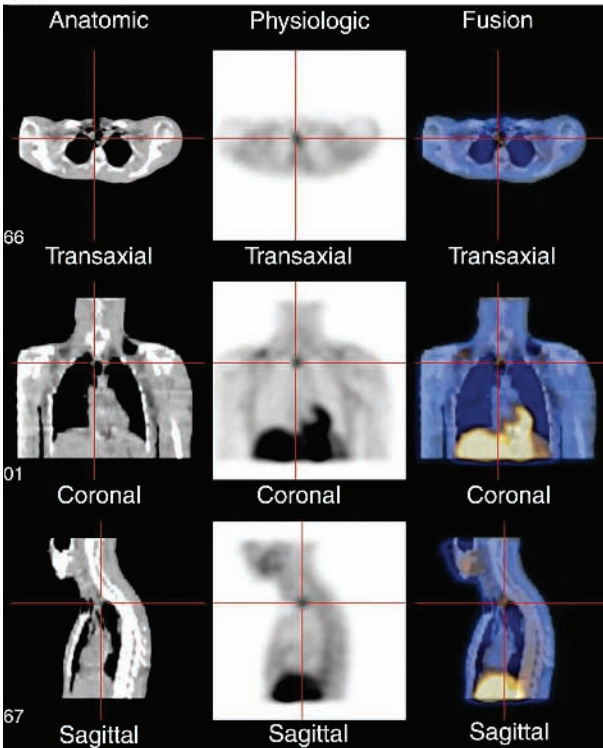 Anatomic Physiologic Fusion
66
Transaxial Transaxial Transaxial
01
Coronal Coronal Coronal
67
Sagittal Sagittal Sagittal